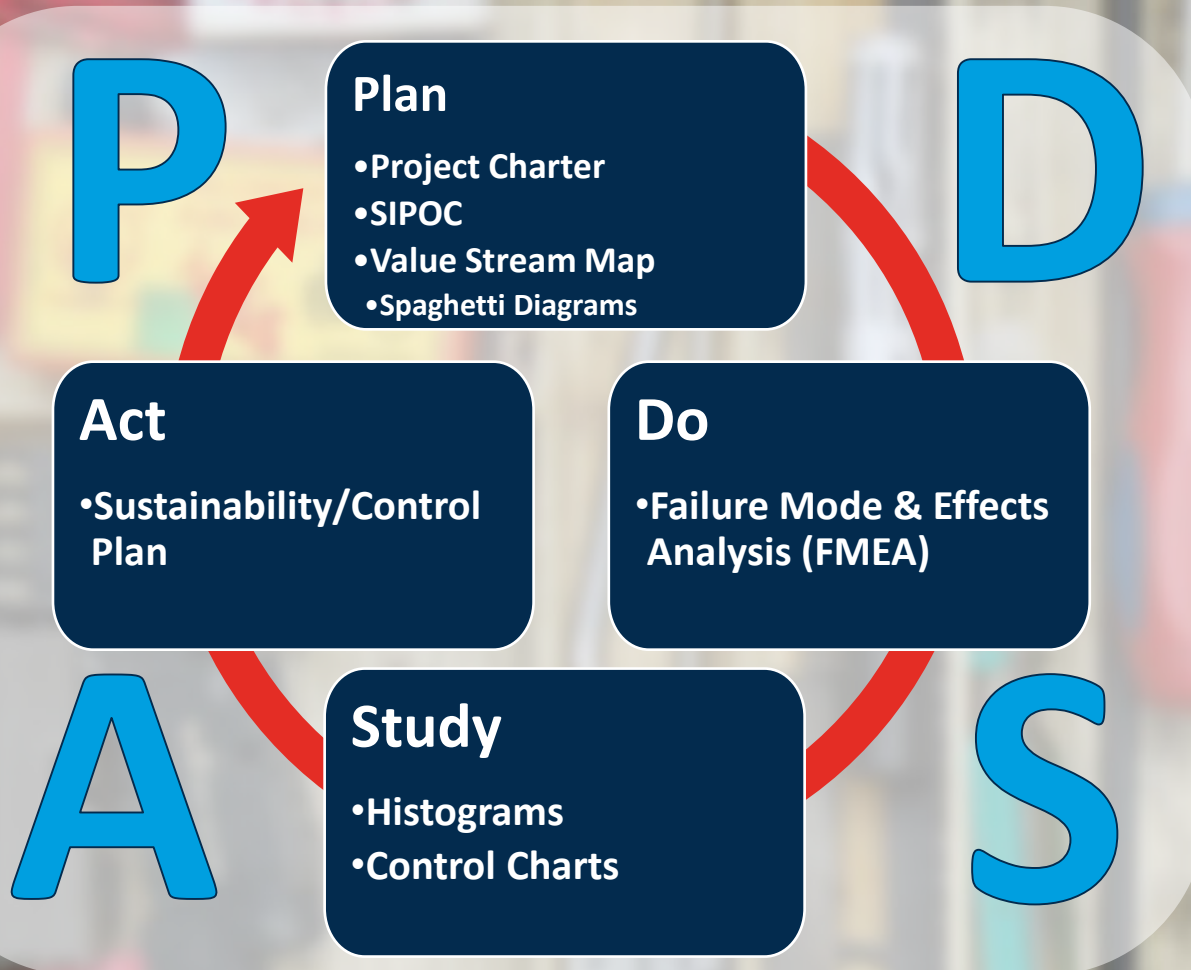 P
Plan
•Project Charter
•SIPOC
•Value Stream Map
•Spaghetti Diagrams
D
Act
•Sustainability/Control
Plan
Do
•Failure Mode & Effects
Analysis (FMEA)
A
Study
•Histograms
•Control Charts
S